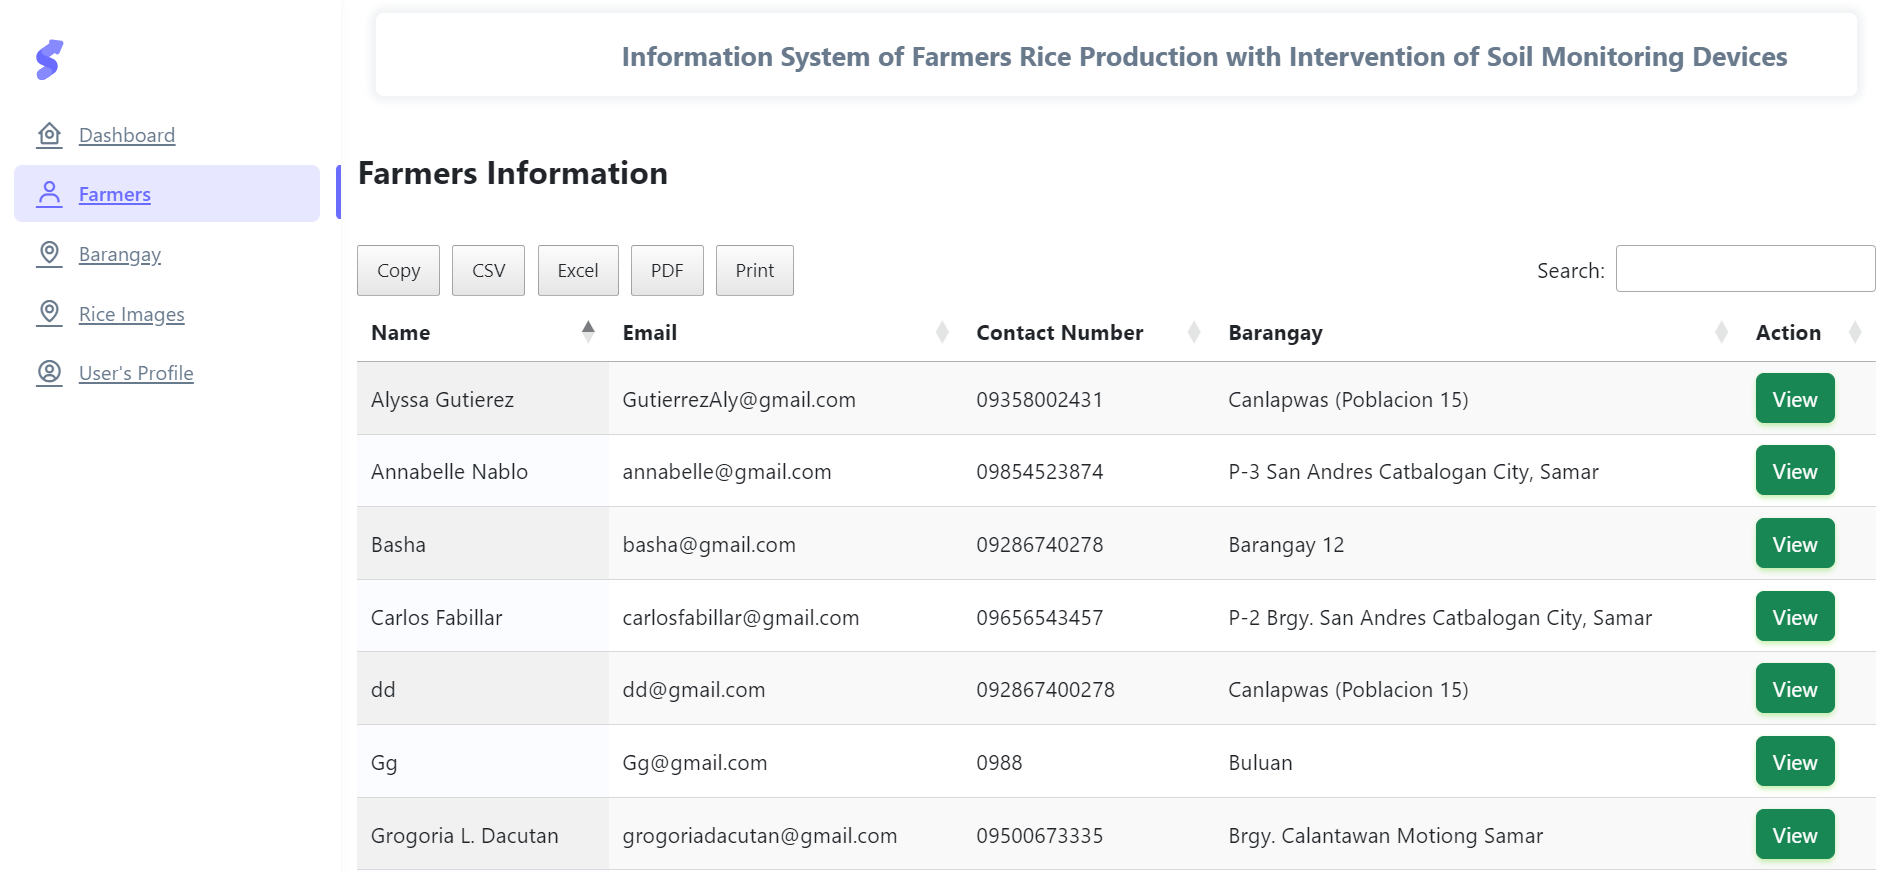 Information System of Farmers Rice Production with Intervention of Soil Monitoring Devices
Dashboard
Farmers
Barangay
Rice Images
User's Profile
Farmers Information
Copy CSV Excel PDF Print Search:
Name Email Contact Number Barangay Action
Alyssa Gutierez GutierrezAly@gmail.com 09358002431 Canlapwas (Poblacion 15) View
Annabelle Nablo annabelle@gmail.com 09854523874 P-3 San Andres Catbalogan City, Samar View
Basha basha@gmail.com 09286740278 Barangay 12 View
Carlos Fabillar carlosfabillar@gmail.com 09656543457 P-2 Brgy. San Andres Catbalogan City, Samar View
dd dd@gmail.com 092867400278 Canlapwas (Poblacion 15) View
Gg Gg@gmail.com 0988 Buluan View
Grogoria L. Dacutan grogoriadacutan@gmail.com 09500673335 Brgy. Calantawan Motiong Samar View